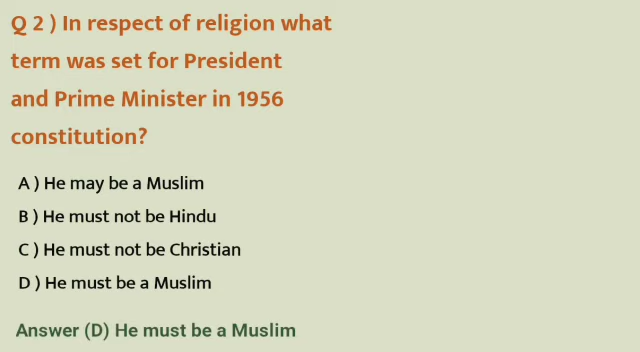 Q 2 ) In respect of religion what
term was set for President
and Prime Minister in 1956
constitution?
A ) He may be a Muslim
B ) He must not be Hindu
C ) He must not be Christian
D ) He must be a Muslim
Answer (D) He must be a Muslim